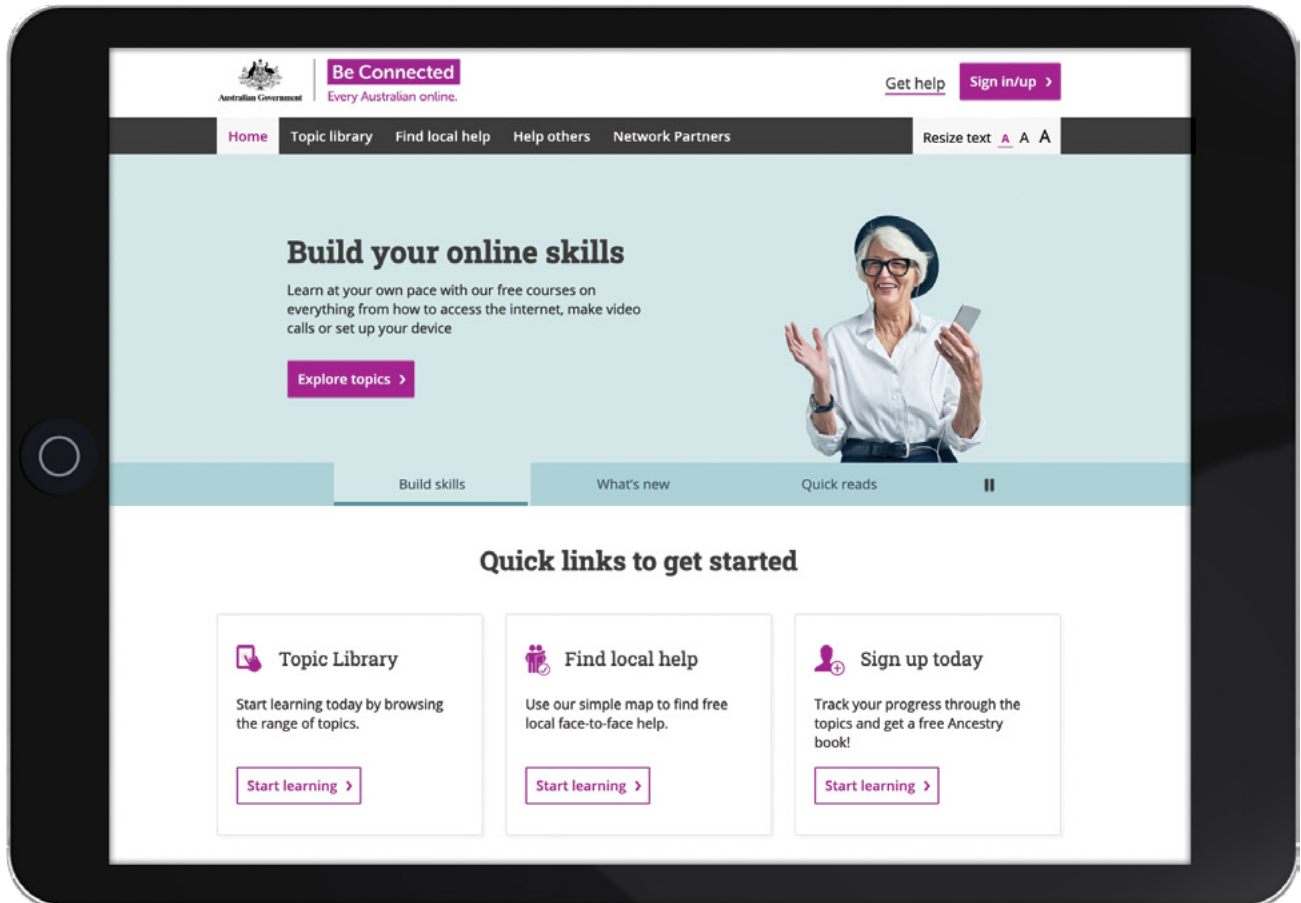 Be Connected
Australian Government
Every Australian online.
Get help
Sign in/up
Home Topic library Find local help Help others Network Partners
Resize text A A A
Build your online skills
Learn at your own pace with our free courses on
everything from how to access the internet, make video
calls or set up your device
Explore topics
Build skills What's new Quick reads
Quick links to get started
Topic Library
Start learning today by browsing
the range of topics.
Start learning
Find local help
Use our simple map to find free
local face-to-face help.
Start learning
Sign up today
Track your progress through the
topics and get a free Ancestry
book!
Start learning